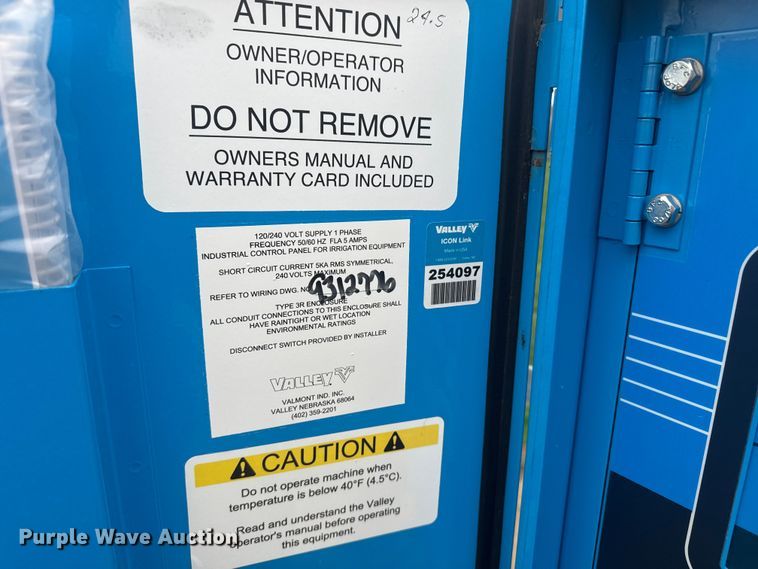 ATTENTION
24.5
OWNER/OPERATOR
INFORMATION
DO NOT REMOVE
OWNERS MANUAL AND
WARRANTY CARD INCLUDED
120/240 VOLT SUPPLY 1 PHASE
FREQUENCY 50/60 HZ FLA 5 AMPS
INDUSTRIAL CONTROL PANEL FOR IRRIGATION EQUIPMENT
SHORT CIRCUIT CURRENT 5KA RMS SYMMETRICAL,
240 VOLTS MAXIMUM
REFER TO WIRING DWG. NO. 9312776
TYPE 3R ENCLOSURE
ALL CONDUIT CONNECTIONS TO THIS ENCLOSURE SHALL
HAVE RAINTIGHT OR WET LOCATION
ENVIRONMENTAL RATINGS
DISCONNECT SWITCH PROVIDED BY INSTALLER
VALLEY
VALMONT IND. INC.
VALLEY NEBRASKA 68064
(402) 359-2201
VALLEY
ICON Link
Made in USA
254097
CAUTION
Do not operate machine when
temperature is below 40°F (4.5°C).
Read and understand the Valley
operator's manual before operating
this equipment.
Purple Wave Auction